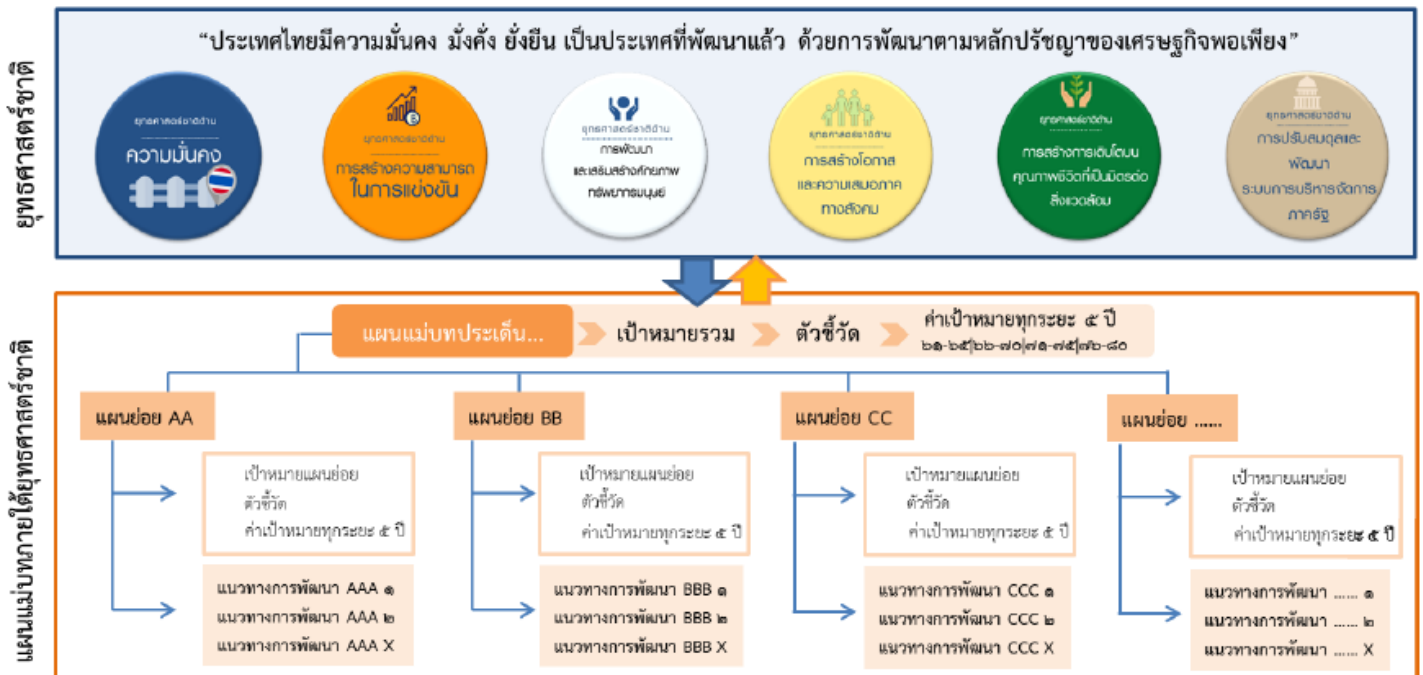 ยุทธศาสตร์ชาติ
“ประเทศไทยมีความมั่นคง มั่งคั่ง ยั่งยืน เป็นประเทศที่พัฒนาแล้ว ด้วยการพัฒนาตามหลักปรัชญาของเศรษฐกิจพอเพียง”
ยุทธศาสตร์ชาติด้าน
ความมั่นคง
ยุทธศาสตร์ชาติด้าน
การสร้างความสามารถ
ในการแข่งขัน
ยุทธศาสตร์ชาติด้าน
การพัฒนา
และเสริมสร้างศักยภาพ
ทรัพยากรมนุษย์
ยุทธศาสตร์ชาติด้าน
การสร้างโอกาส
และความเสมอภาค
ทางสังคม
ยุทธศาสตร์ชาติด้าน
การสร้างการเติบโตบน
คุณภาพชีวิตที่เป็นมิตรต่อ
สิ่งแวดล้อม
ยุทธศาสตร์ชาติด้าน
การปรับสมดุลและ
พัฒนา
ระบบการบริหารจัดการ
ภาครัฐ
แผนแม่บทภายใต้ยุทธศาสตร์ชาติ
แผนแม่บทประเด็น...
เป้าหมายรวม
ตัวชี้วัด
ค่าเป้าหมายทุกระยะ ๕ ปี
๖๑-๖๕|๖๖-๗๐|๗๑-๗๕|๗๖-๘๐
แผนย่อย AA
เป้าหมายแผนย่อย
ตัวชี้วัด
ค่าเป้าหมายทุกระยะ ๕ ปี
แนวทางการพัฒนา AAA ๑
แนวทางการพัฒนา AAA ๒
แนวทางการพัฒนา AAA X
แผนย่อย BB
เป้าหมายแผนย่อย
ตัวชี้วัด
ค่าเป้าหมายทุกระยะ ๕ ปี
แนวทางการพัฒนา BBB ๑
แนวทางการพัฒนา BBB ๒
แนวทางการพัฒนา BBB X
แผนย่อย CC
เป้าหมายแผนย่อย
ตัวชี้วัด
ค่าเป้าหมายทุกระยะ ๕ ปี
แนวทางการพัฒนา CCC ๑
แนวทางการพัฒนา CCC ๒
แนวทางการพัฒนา CCC X
แผนย่อย ......
เป้าหมายแผนย่อย
ตัวชี้วัด
ค่าเป้าหมายทุกระยะ ๕ ปี
แนวทางการพัฒนา ...... ๑
แนวทางการพัฒนา ...... ๒
แนวทางการพัฒนา ...... X